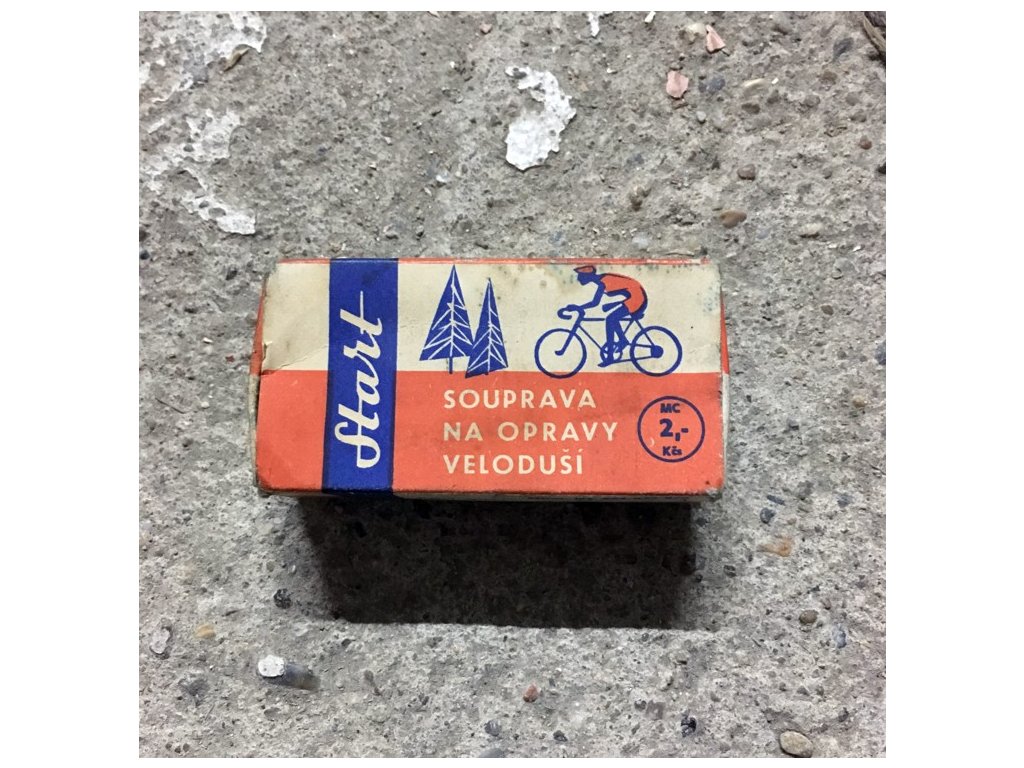 Start
SOUPRAVA
NA OPRAVY
VELODUŠÍ
MC
2,-
Kčs